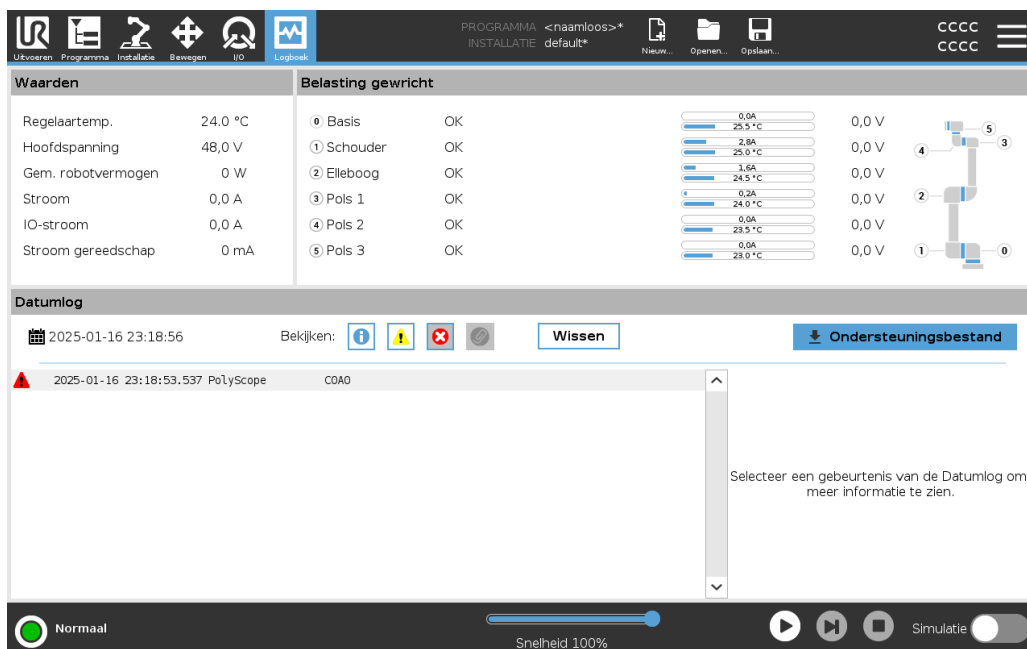 Uitvoeren Programma Installatie Bewegen I/O Logboek
PROGRAMMA <naamloos>*
INSTALLATIE default*
Nieuw... Openen... Opslaan...
CCCC
CCCC
Waarden
Regelaartemp. 24.0 °C
Hoofdspanning 48,0 V
Gem. robotvermogen 0 W
Stroom 0,0 A
IO-stroom 0,0 A
Stroom gereedschap 0 mA
Belasting gewricht
0 Basis OK 0,0A 25.5 °C 0,0 V
1 Schouder OK 2,8A 25.0 °C 0,0 V
2 Elleboog OK 1,6A 24.5 °C 0,0 V
3 Pols 1 OK 0,2A 24.0 °C 0,0 V
4 Pols 2 OK 0,0A 23.5 °C 0,0 V
5 Pols 3 OK 0,0A 23.0 °C 0,0 V
5
3
4
2
1 0
Datumlog
2025-01-16 23:18:56 Bekijken: Wissen Ondersteuningsbestand
2025-01-16 23:18:53.537 PolyScope C0A0
Selecteer een gebeurtenis van de Datumlog om
meer informatie te zien.
Normaal
Snelheid 100%
Simulatie